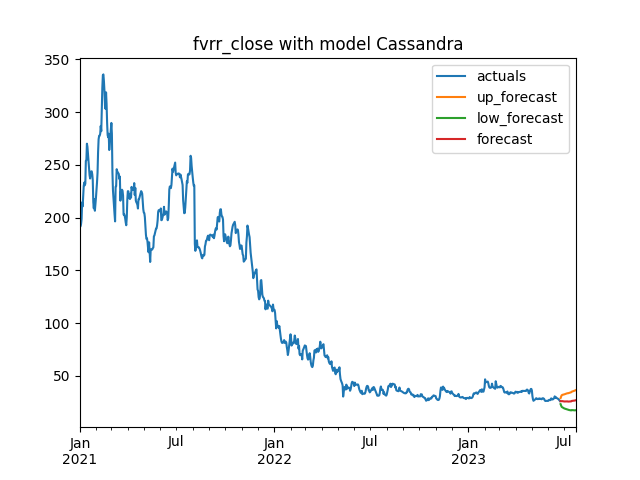 fvrr_close with model Cassandra
350
300
250
200
150
100
50
actuals
up_forecast
low_forecast
forecast
Jan
2021
Jul
Jan
2022
Jul
Jan
2023
Jul